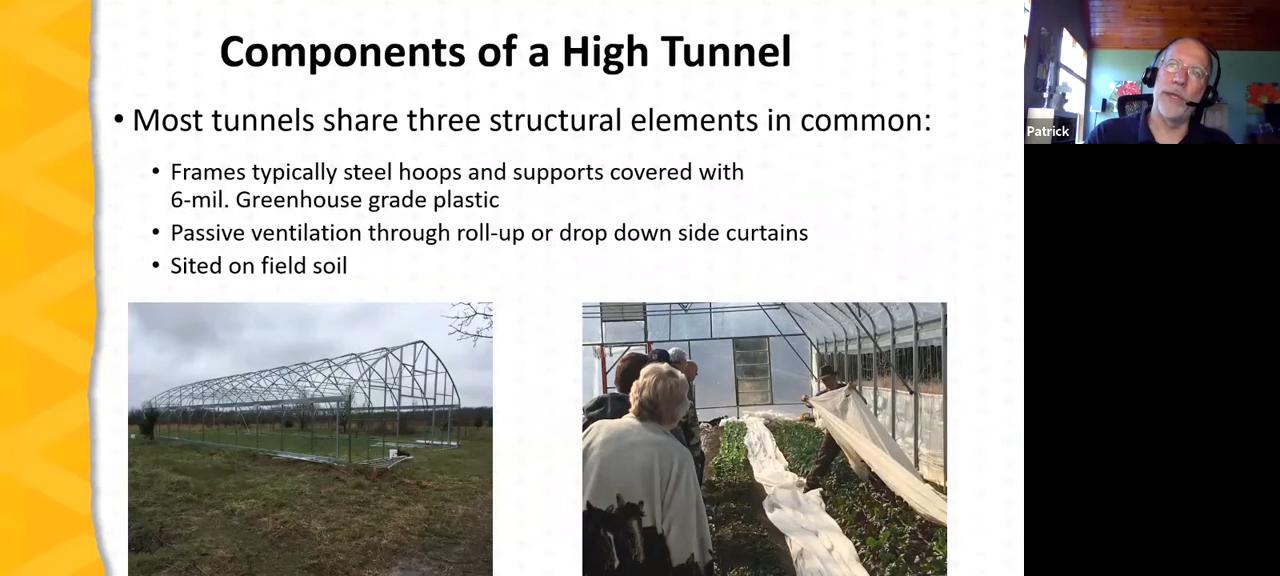 Components of a High Tunnel
• Most tunnels share three structural elements in common:
• Frames typically steel hoops and supports covered with
6-mil. Greenhouse grade plastic
• Passive ventilation through roll-up or drop down side curtains
• Sited on field soil
Patrick